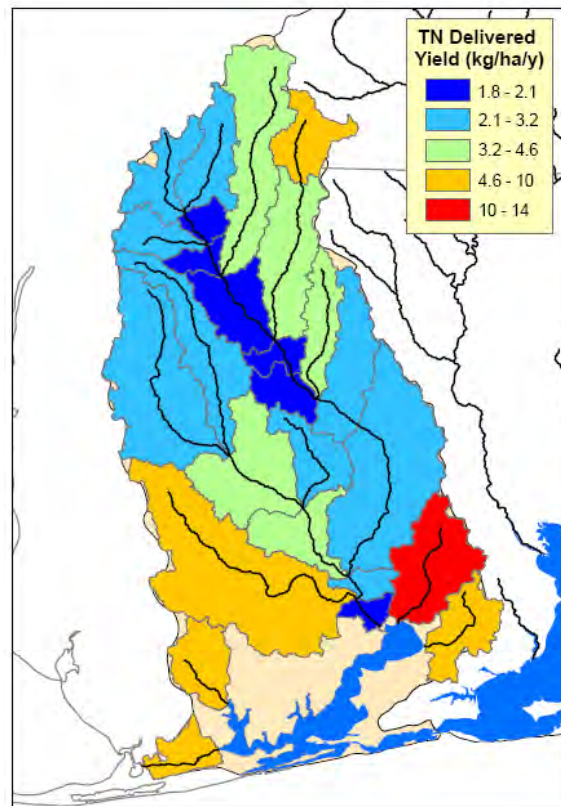 TN Delivered
Yield (kg/ha/y)
1.8 - 2.1
2.1 - 3.2
3.2 - 4.6
4.6 - 10
10 - 14